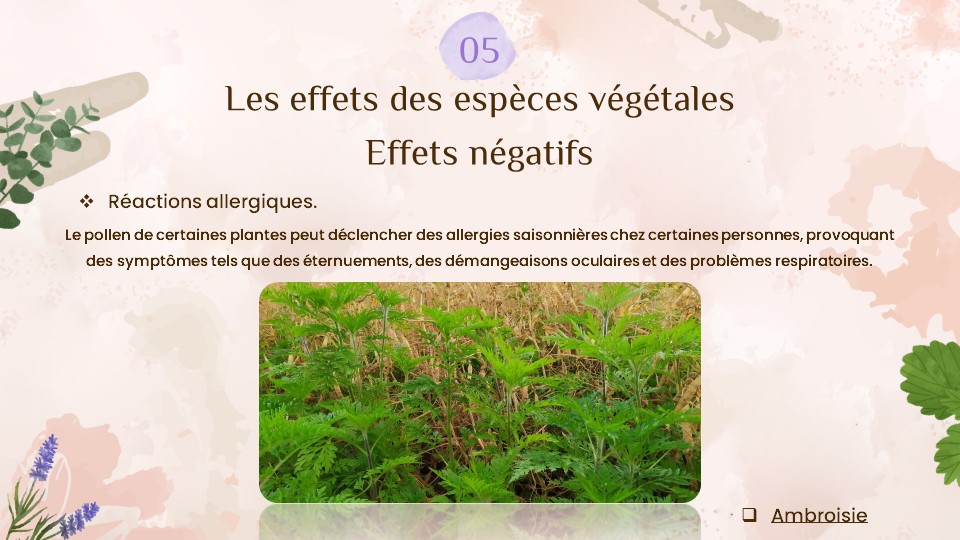 05
Les effets des espèces végétales
Effets négatifs
❖ Réactions allergiques.
Le pollen de certaines plantes peut déclencher des allergies saisonnières chez certaines personnes, provoquant
des symptômes tels que des éternuements, des démangeaisons oculaires et des problèmes respiratoires.
❑ Ambroisie